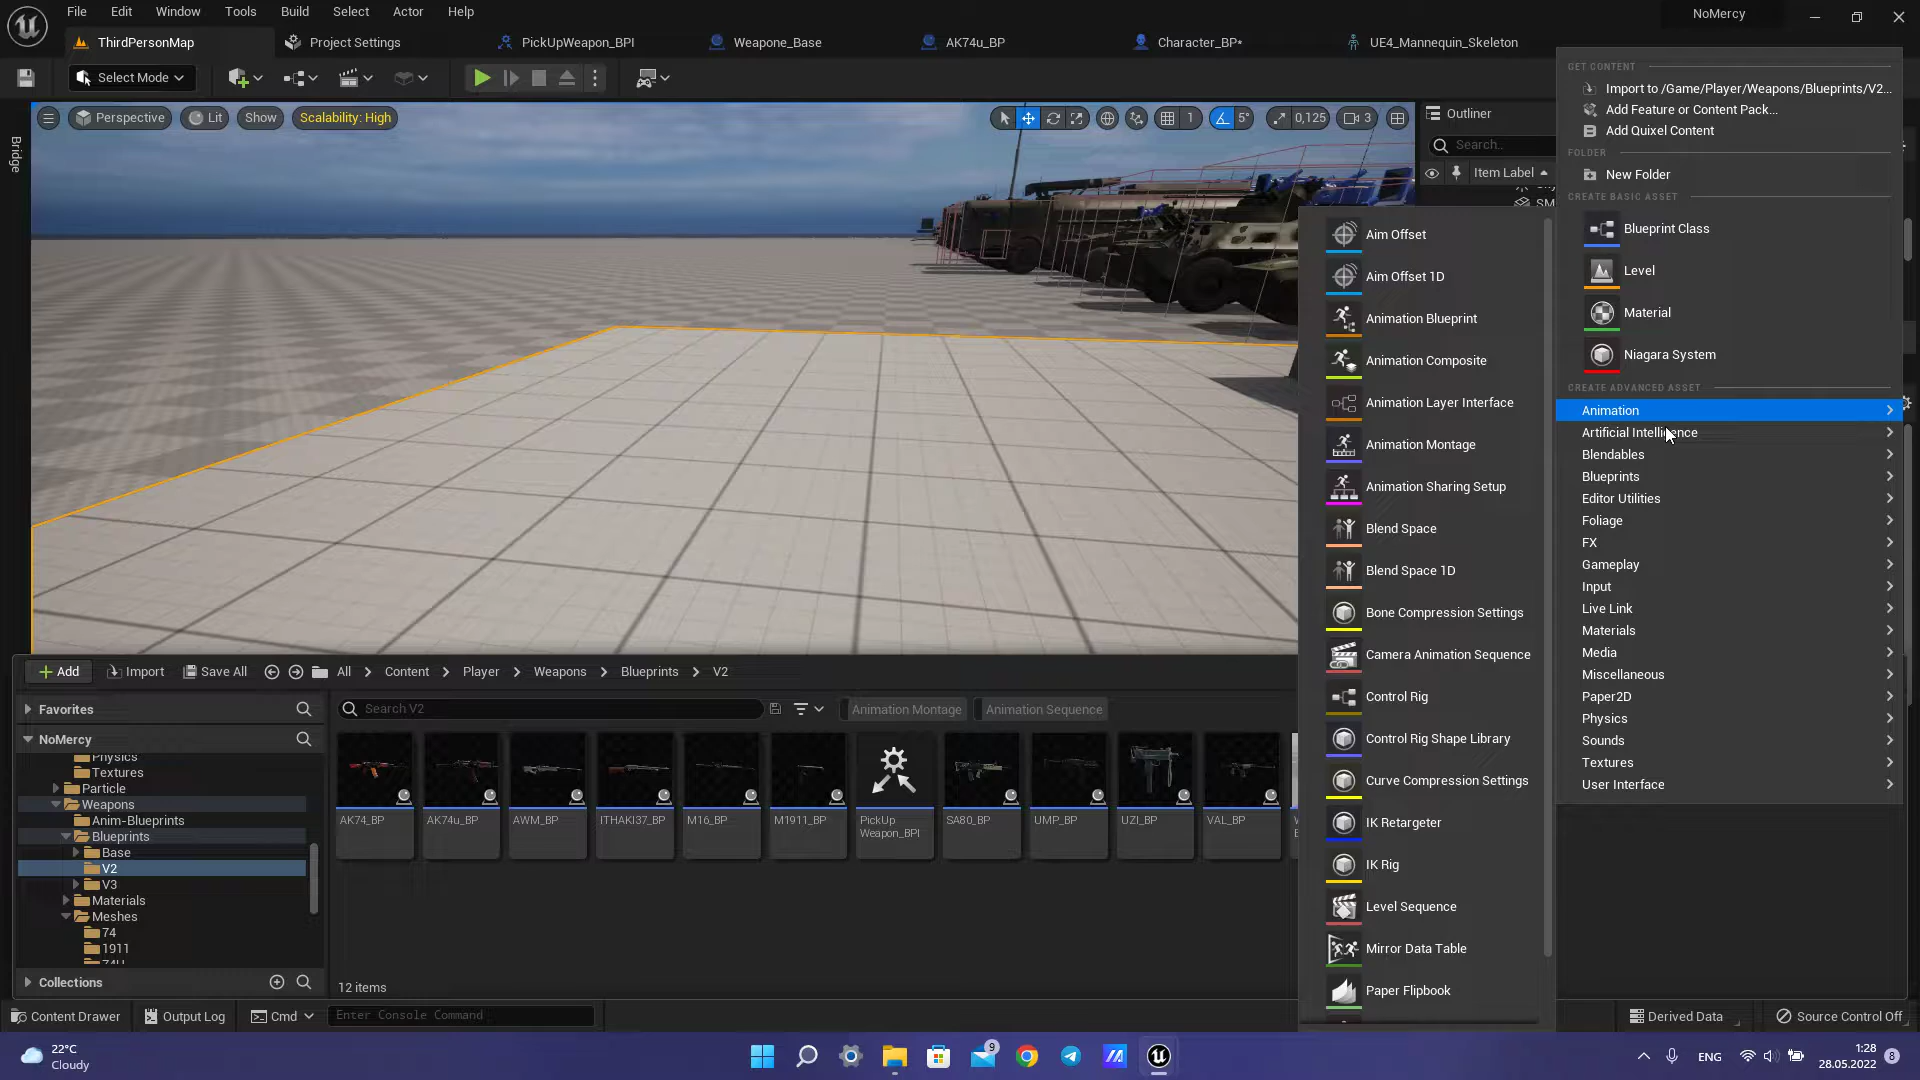 File Edit Window Tools Build Select Actor Help
NoMercy
ThirdPersonMap
Project Settings
PickUpWeapon_BPI
Weapone_Base
AK74u_BP
Character_BP*
UE4_Mannequin_Skeleton
Select Mode
Perspective
Lit
Show
Scalability: High
1
5°
0,125
3
Bridge
Outliner
Search..
Item Label
GET CONTENT
Import to /Game/Player/Weapons/Blueprints/V2...
Add Feature or Content Pack...
Add Quixel Content
FOLDER
New Folder
CREATE BASIC ASSET
Blueprint Class
Level
Material
Niagara System
CREATE ADVANCED ASSET
Animation
Artificial Intelligence
Blendables
Blueprints
Editor Utilities
Foliage
FX
Gameplay
Input
Live Link
Materials
Media
Miscellaneous
Paper2D
Physics
Sounds
Textures
User Interface
Aim Offset
Aim Offset 1D
Animation Blueprint
Animation Composite
Animation Layer Interface
Animation Montage
Animation Sharing Setup
Blend Space
Blend Space 1D
Bone Compression Settings
Camera Animation Sequence
Control Rig
Control Rig Shape Library
Curve Compression Settings
IK Retargeter
IK Rig
Level Sequence
Mirror Data Table
Paper Flipbook
Add
Import
Save All
All > Content > Player > Weapons > Blueprints > V2
Favorites
NoMercy
Physics
Textures
Particle
Weapons
Anim-Blueprints
Blueprints
Base
V2
V3
Materials
Meshes
74
1911
Collections
Search V2
Animation Montage
Animation Sequence
AK74_BP
AK74u_BP
AWM_BP
ITHAKI37_BP
M16_BP
M1911_BP
PickUp
Weapon_BPI
SA80_BP
UMP_BP
UZI_BP
VAL_BP
12 items
Content Drawer
Output Log
Cmd
Enter Console Command
Derived Data
Source Control Off
22°C
Cloudy
9
ENG
1:28
28.05.2022
8